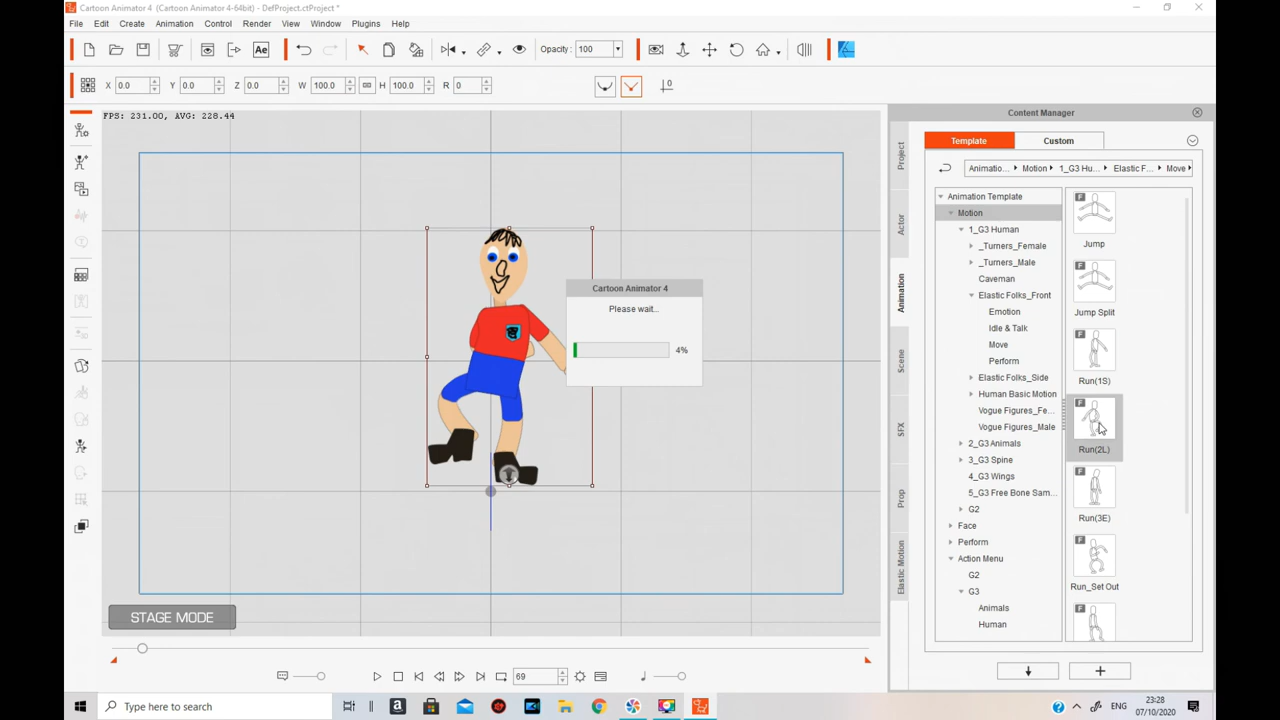 Cartoon Animator 4 (Cartoon Animator 4-64bit) - DefProject.ctProject *
File Edit Create Animation Control Render View Window Plugins Help
Ae Opacity : 100
X 0.0 Y 0.0 Z 0.0 W 100.0 H 100.0 R 0
FPS: 231.00, AVG: 228.44
Cartoon Animator 4
Please wait...
4%
STAGE MODE
69
Content Manager
Template Custom
Animatio... Motion 1_G3 Hu... Elastic F... Move
Project
Actor
Animation
Scene
SFX
Prop
Elastic Motion
Animation Template
Motion
1_G3 Human
_Turners_Female
_Turners_Male
Caveman
Elastic Folks_Front
Emotion
Idle & Talk
Move
Perform
Elastic Folks_Side
Human Basic Motion
Vogue Figures_Fe...
Vogue Figures_Male
2_G3 Animals
3_G3 Spine
4_G3 Wings
5_G3 Free Bone Sam...
G2
Face
Perform
Action Menu
G2
G3
Animals
Human
Jump
Jump Split
F
Run(1S)
F
Run(2L)
F
Run(3E)
F
Run_Set Out
F
Type here to search
23:28
07/10/2020